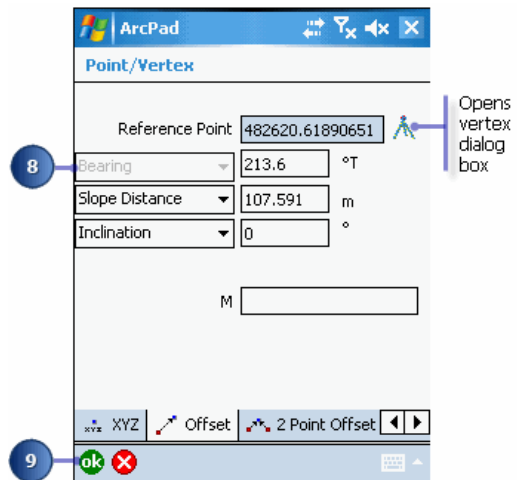 ArcPad
Point/Vertex
Reference Point 482620.61890651
Opens
vertex
dialog
box
8
Bearing 213.6 °T
Slope Distance 107.591 m
Inclination 0 °
M
XYZ XYZ Offset 2 Point Offset
9
ok